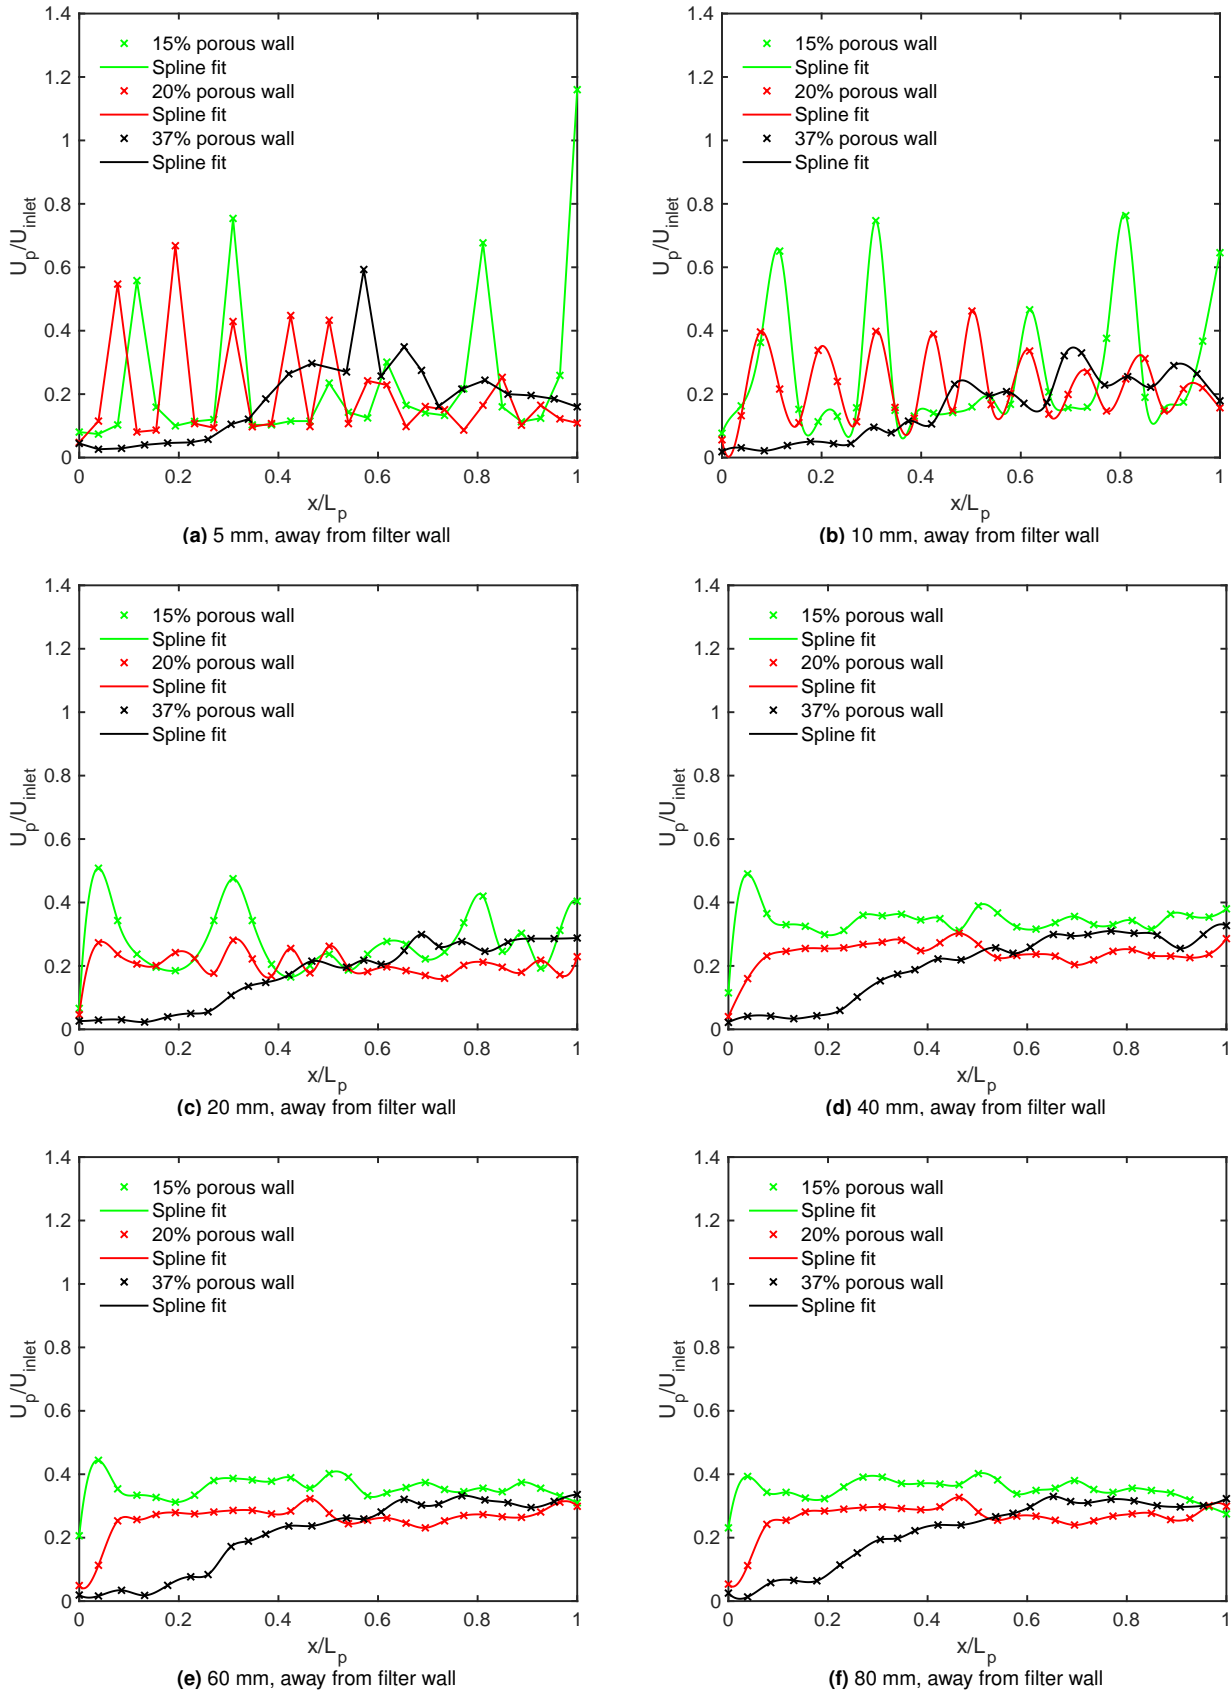 1.4
1.2
1
0.8
0.6
0.4
0.2
0
U_p/U_inlet
15% porous wall
Spline fit
20% porous wall
Spline fit
37% porous wall
Spline fit
0 0.2 0.4 0.6 0.8 1
x/L_p
(a) 5 mm, away from filter wall
1.4
1.2
1
0.8
0.6
0.4
0.2
0
U_p/U_inlet
15% porous wall
Spline fit
20% porous wall
Spline fit
37% porous wall
Spline fit
0 0.2 0.4 0.6 0.8 1
x/L_p
(b) 10 mm, away from filter wall
1.4
1.2
1
0.8
0.6
0.4
0.2
0
U_p/U_inlet
15% porous wall
Spline fit
20% porous wall
Spline fit
37% porous wall
Spline fit
0 0.2 0.4 0.6 0.8 1
x/L_p
(c) 20 mm, away from filter wall
1.4
1.2
1
0.8
0.6
0.4
0.2
0
U_p/U_inlet
15% porous wall
Spline fit
20% porous wall
Spline fit
37% porous wall
Spline fit
0 0.2 0.4 0.6 0.8 1
x/L_p
(d) 40 mm, away from filter wall
1.4
1.2
1
0.8
0.6
0.4
0.2
0
U_p/U_inlet
15% porous wall
Spline fit
20% porous wall
Spline fit
37% porous wall
Spline fit
0 0.2 0.4 0.6 0.8 1
x/L_p
(e) 60 mm, away from filter wall
1.4
1.2
1
0.8
0.6
0.4
0.2
0
U_p/U_inlet
15% porous wall
Spline fit
20% porous wall
Spline fit
37% porous wall
Spline fit
0 0.2 0.4 0.6 0.8 1
x/L_p
(f) 80 mm, away from filter wall